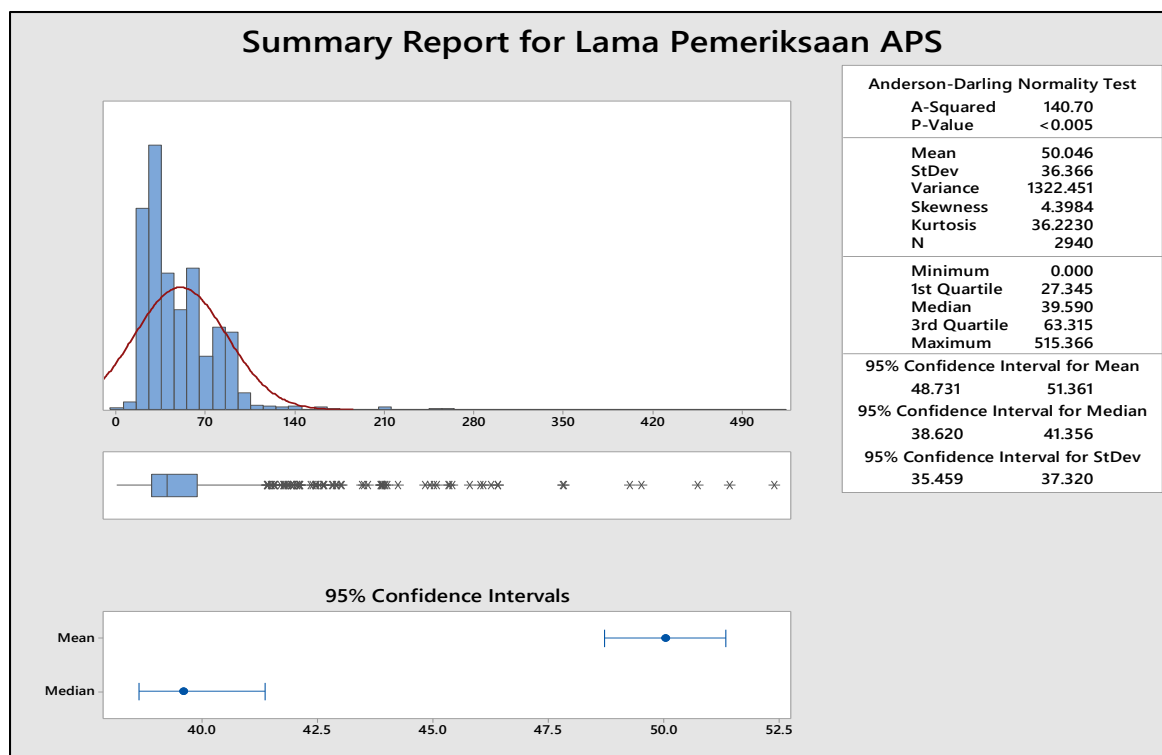 Summary Report for Lama Pemeriksaan APS
0 70 140 210 280 350 420 490
95% Confidence Intervals
Mean
Median
40.0 42.5 45.0 47.5 50.0 52.5
Anderson-Darling Normality Test
A-Squared 140.70
P-Value <0.005
Mean 50.046
StDev 36.366
Variance 1322.451
Skewness 4.3984
Kurtosis 36.2230
N 2940
Minimum 0.000
1st Quartile 27.345
Median 39.590
3rd Quartile 63.315
Maximum 515.366
95% Confidence Interval for Mean
48.731 51.361
95% Confidence Interval for Median
38.620 41.356
95% Confidence Interval for StDev
35.459 37.320